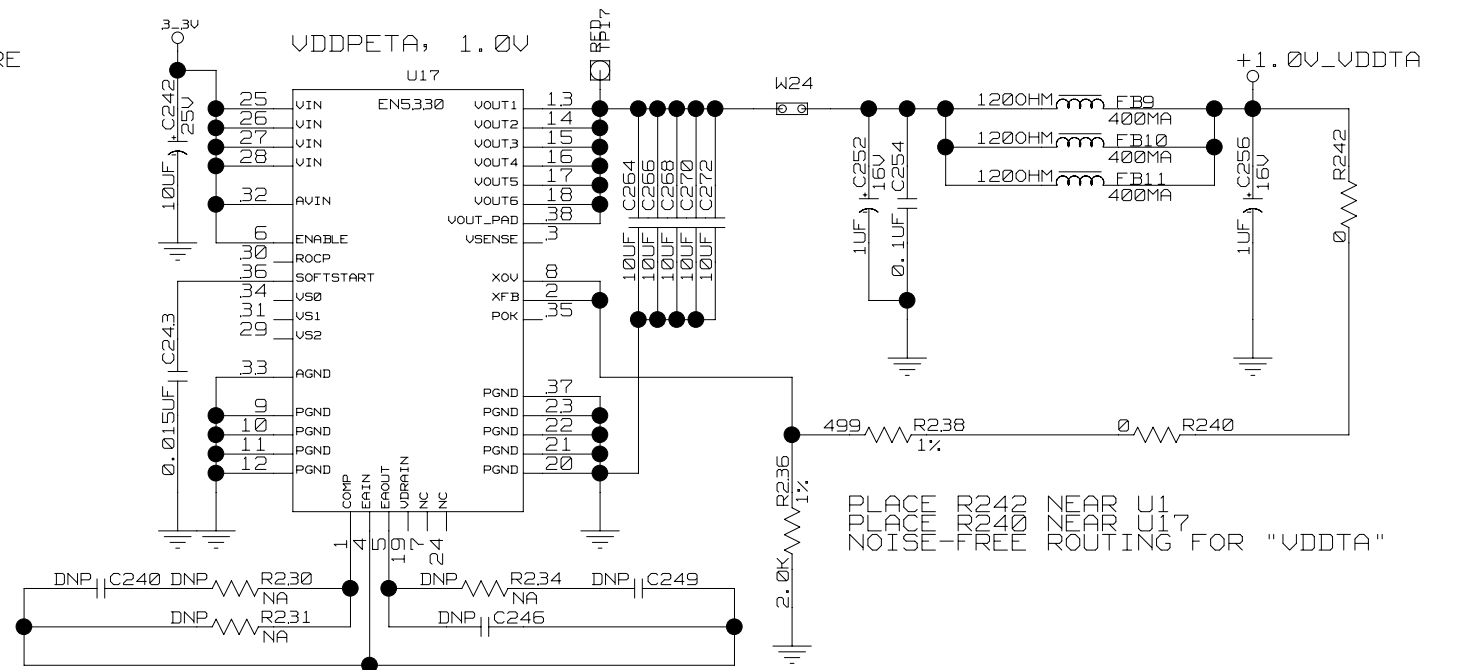 RE
3_3V
VDDPETA, 1.0V
RED
TP17
U17
EN5330
W24
+1.0V_VDDTA
C242
25V
10UF
+
25 VIN
26 VIN
27 VIN
28 VIN
32 AVIN
6 ENABLE
30 ROCP
36 SOFTSTART
34 VS0
31 VS1
29 VS2
33 AGND
9 PGND
10 PGND
11 PGND
12 PGND
VOUT1 13
VOUT2 14
VOUT3 15
VOUT4 16
VOUT5 17
VOUT6 18
VOUT_PAD 38
VSENSE 3
XOV 8
XFB 2
POK 35
PGND 37
PGND 23
PGND 22
PGND 21
PGND 20
COMP 1
EAIN 4
EAOUT 5
VDRAIN 19
NC 7
NC 24
C243
0.015UF
C264 10UF
C266 10UF
C268 10UF
C270 10UF
C272 10UF
C252
16V
1UF
+
C254
0.1UF
120OHM FB9
400MA
120OHM FB10
400MA
120OHM FB11
400MA
C256
16V
1UF
+
R242
0
499 R238
1%
0 R240
R236
1%
2.0K
PLACE R242 NEAR U1
PLACE R240 NEAR U17
NOISE-FREE ROUTING FOR "VDDTA"
DNP C240 DNP R230
NA
DNP R231
NA
DNP R234 DNP C249
NA
DNP C246